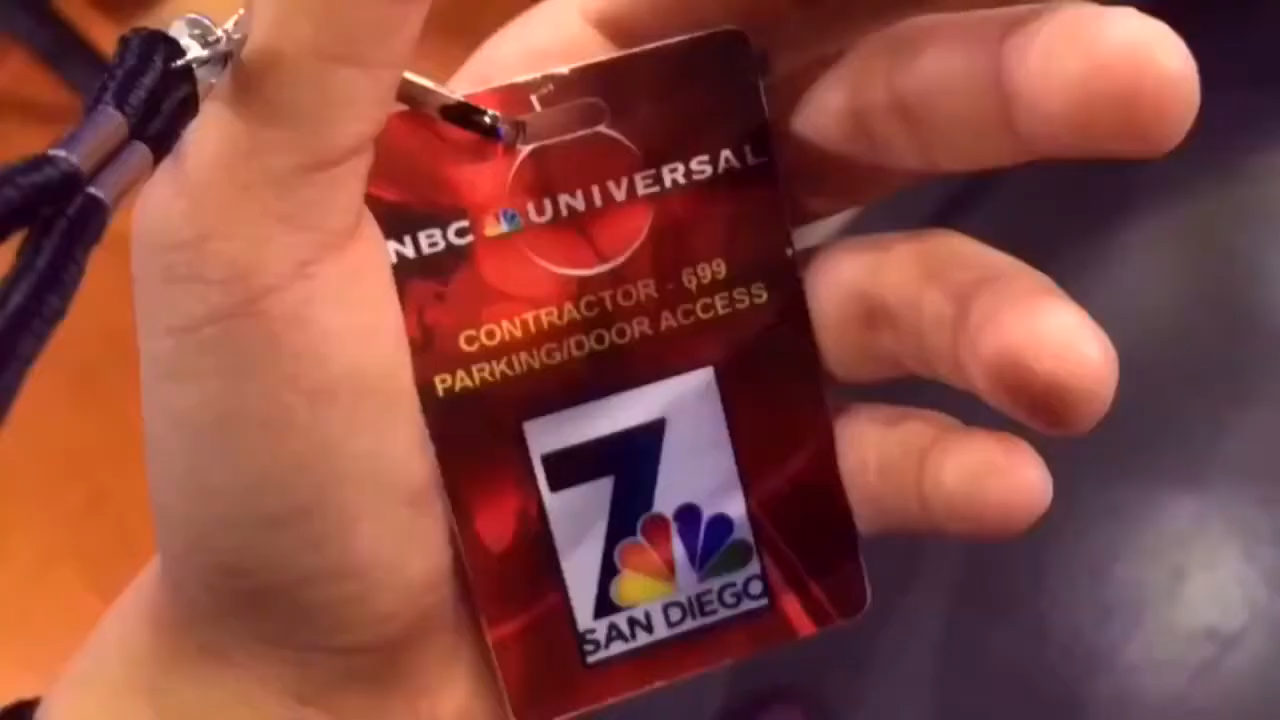 NBC UNIVERSAL
CONTRACTOR - 699
PARKING/DOOR ACCESS
7
SAN DIEGO